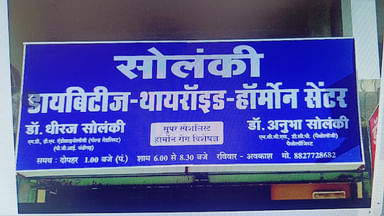 सोलंकी
डायबिटीज-थायरॉइड-हॉर्मोन सेंटर
डॉ. धीरज सोलंकी
सुपर स्पेशलिस्ट
हार्मोन रोग विशेषज्ञ
डॉ. अनुभा सोलंकी
पैथोलॉजिस्ट
समय : दोपहर 1.00 बजे शाम 6.00 से 8.30 बजे रविवार - अवकाश मो. 8827728682